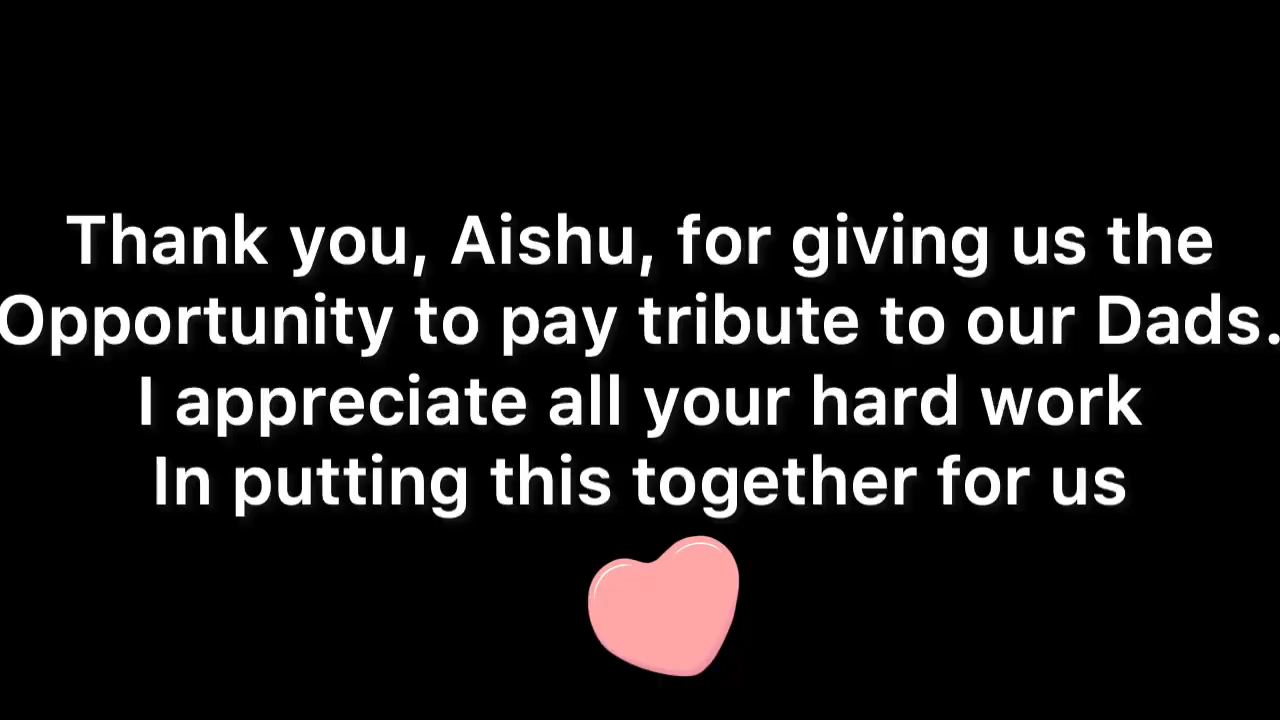 Thank you, Aishu, for giving us the
Opportunity to pay tribute to our Dads.
I appreciate all your hard work
In putting this together for us